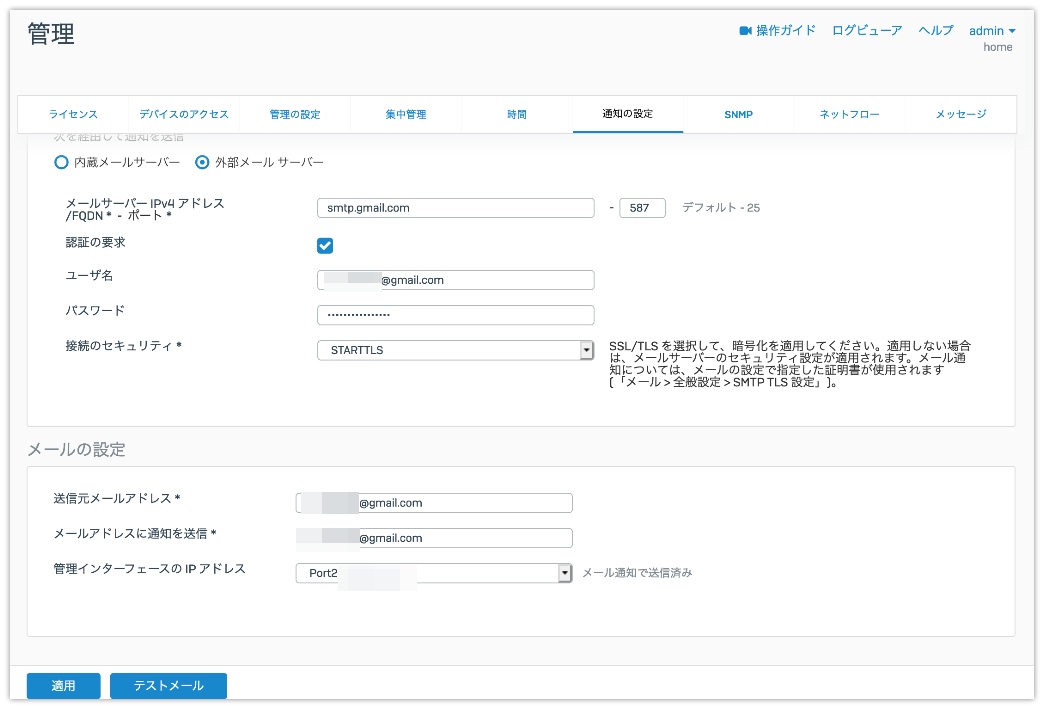 管理
操作ガイド ログビューア ヘルプ admin
home
ライセンス デバイスのアクセス 管理の設定 集中管理 時間 通知の設定 SNMP ネットフロー メッセージ
次を経由して通知を送信
内蔵メールサーバー 外部メール サーバー
メールサーバー IPv4 アドレス
/FQDN * - ポート *
smtp.gmail.com - 587 デフォルト - 25
認証の要求
ユーザ名 @gmail.com
パスワード ················
接続のセキュリティ * STARTTLS
SSL/TLS を選択して、暗号化を適用してください。適用しない場合
は、メールサーバーのセキュリティ設定が適用されます。メール通
知については、メールの設定で指定した証明書が使用されます
(「メール > 全般設定 > SMTP TLS 設定」)。
メールの設定
送信元メールアドレス * @gmail.com
メールアドレスに通知を送信 * @gmail.com
管理インターフェースの IP アドレス Port2 メール通知で送信済み
適用 テストメール